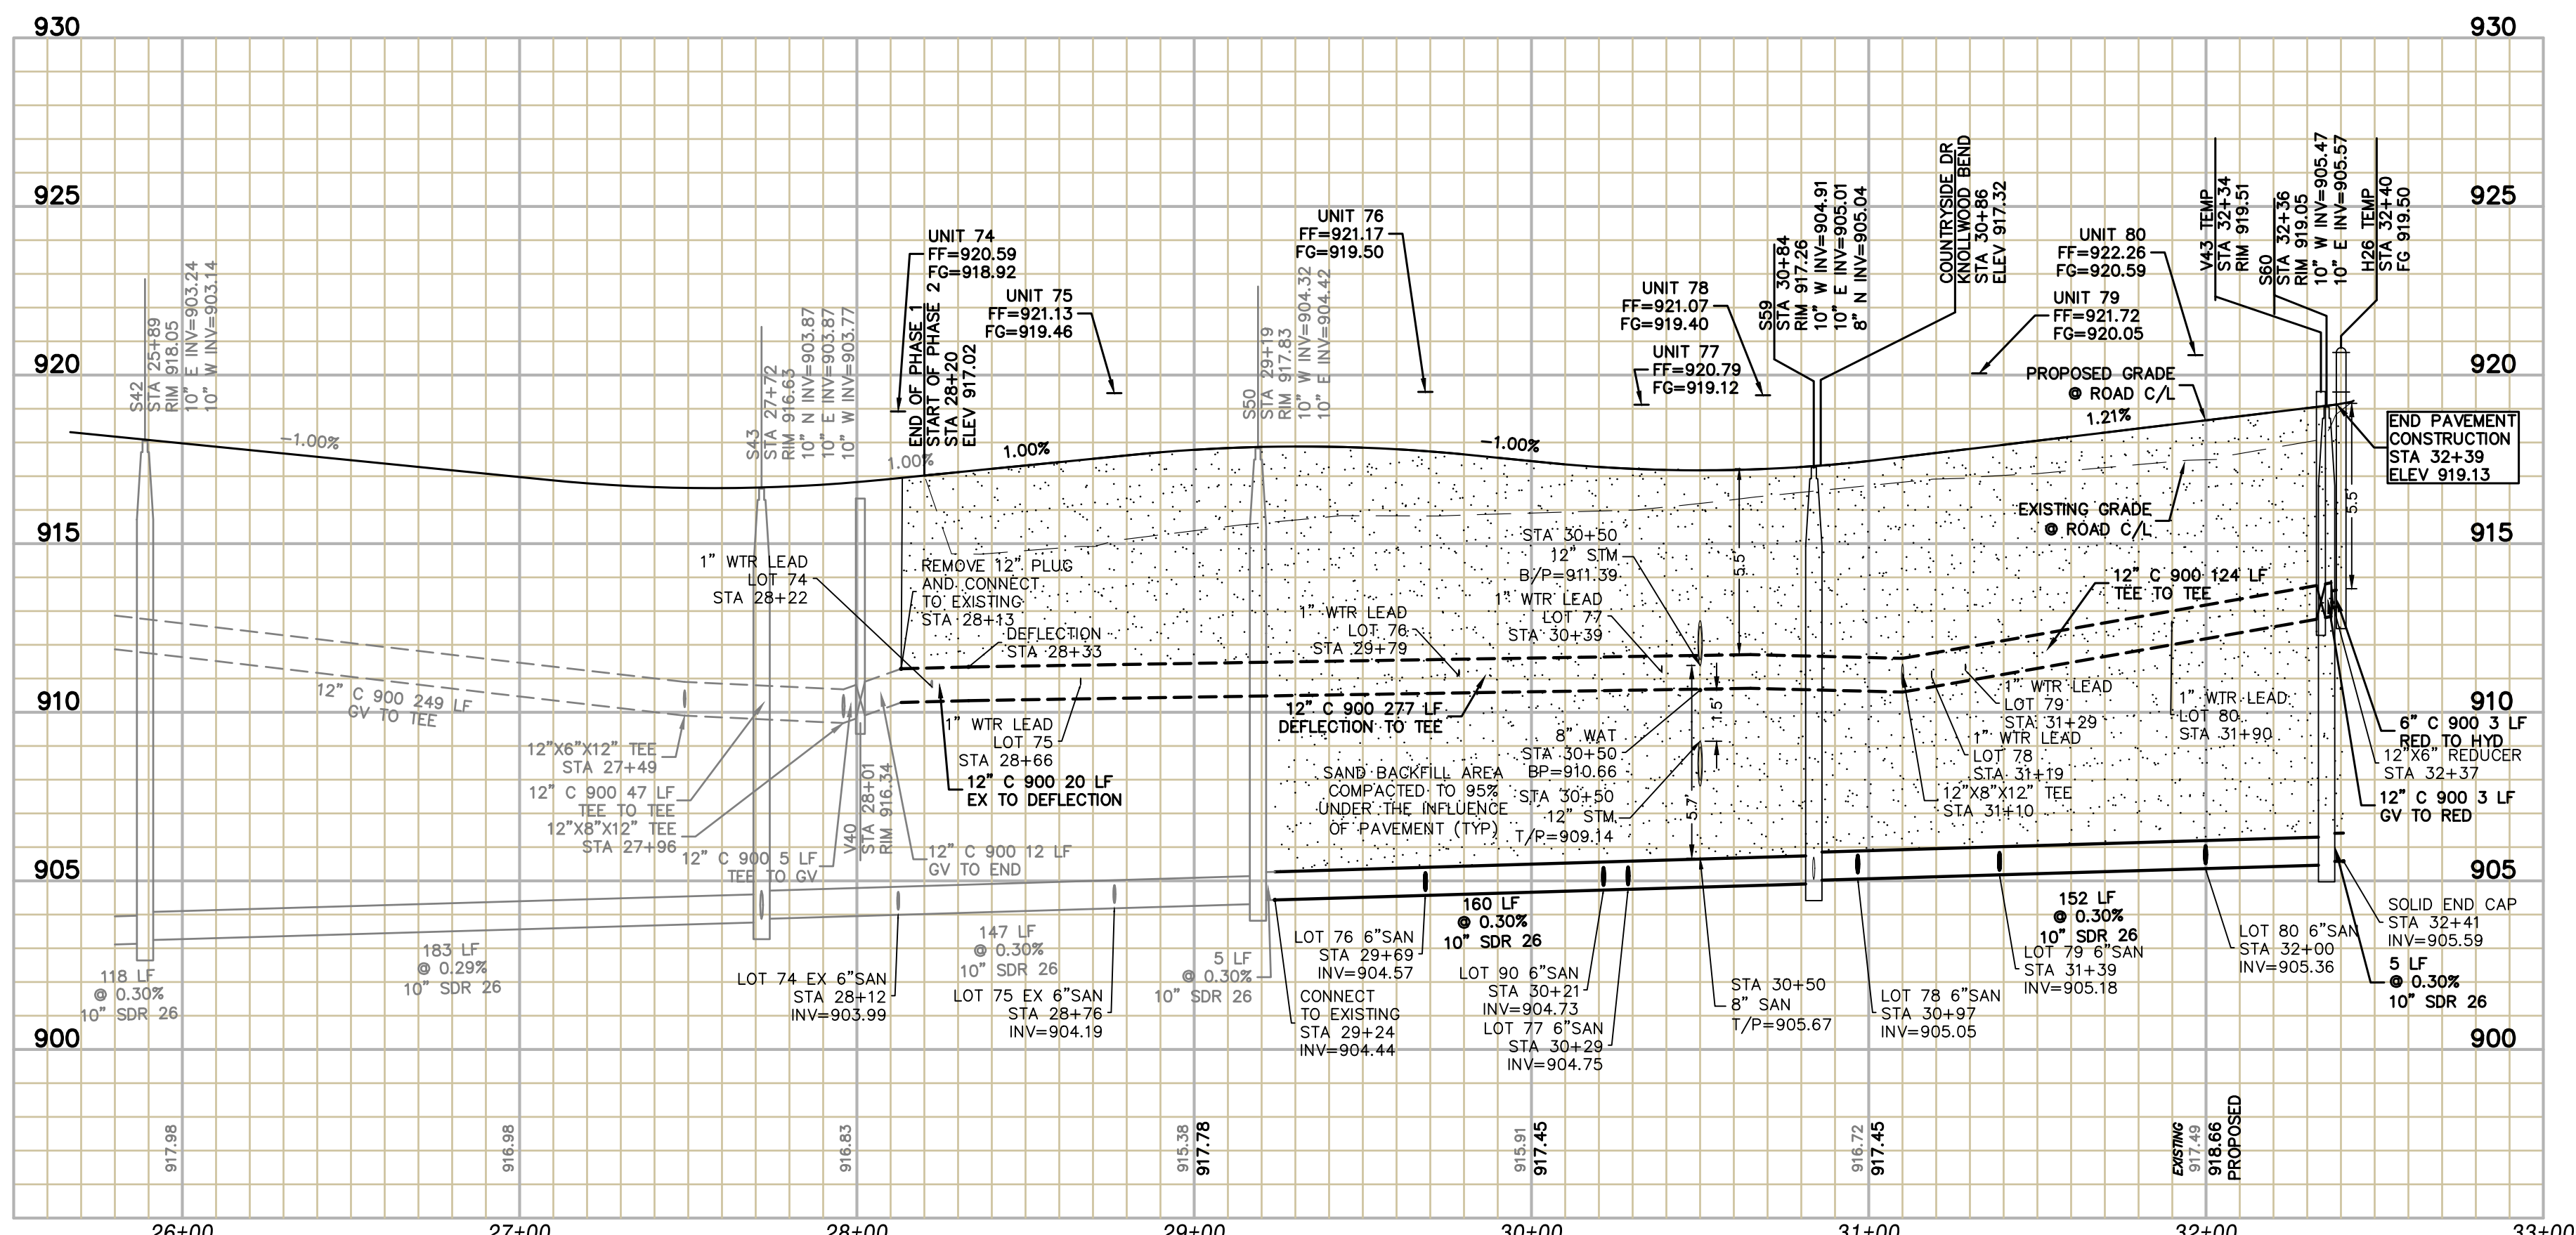 930
930
925
925
920
920
915
915
910
910
905
905
900
900
S42
STA 25+89
RIM 918.05
10" E INV=903.24
10" W INV=903.14
-1.00%
S43
STA 27+72
RIM 916.63
10" N INV=903.87
10" E INV=903.87
10" W INV=903.77
1.00%
UNIT 74
FF=920.59
FG=918.92
END OF PHASE 1
START OF PHASE 2
STA 28+20
ELEV 917.02
UNIT 75
FF=921.13
FG=919.46
1.00%
S50
STA 29+19
RIM 917.83
10" W INV=904.32
10" E INV=904.42
UNIT 76
FF=921.17
FG=919.50
-1.00%
UNIT 78
FF=921.07
FG=919.40
UNIT 77
FF=920.79
FG=919.12
S59
STA 30+84
RIM 917.26
10" W INV=904.91
10" E INV=905.01
8" N INV=905.04
COUNTRYSIDE DR
KNOLLWOOD BEND
STA 30+86
ELEV 917.32
UNIT 80
FF=922.26
FG=920.59
UNIT 79
FF=921.72
FG=920.05
PROPOSED GRADE
@ ROAD C/L
1.21%
EXISTING GRADE
@ ROAD C/L
V43 TEMP
STA 32+34
RIM 919.51
S60
STA 32+36
RIM 919.05
10" W INV=905.47
10" E INV=905.57
H26 TEMP
STA 32+40
FG 919.50
END PAVEMENT
CONSTRUCTION
STA 32+39
ELEV 919.13
5.5'
5.5'
1" WTR LEAD
LOT 74
STA 28+22
REMOVE 12" PLUG
AND CONNECT
TO EXISTING
STA 28+13
DEFLECTION
STA 28+33
1" WTR LEAD
LOT 76
STA 29+79
STA 30+50
12" STM
B/P=911.39
1" WTR LEAD
LOT 77
STA 30+39
12" C 900 124 LF
TEE TO TEE
12" C 900 249 LF
GV TO TEE
12"X6"X12" TEE
STA 27+49
12" C 900 47 LF
TEE TO TEE
12"X8"X12" TEE
STA 27+96
12" C 900 5 LF
TEE TO GV
V40
STA 28+01
RIM 916.34
12" C 900 12 LF
GV TO END
1" WTR LEAD
LOT 75
STA 28+66
12" C 900 20 LF
EX TO DEFLECTION
12" C 900 277 LF
DEFLECTION TO TEE
8" WAT
STA 30+50
BP=910.66
SAND BACKFILL AREA
COMPACTED TO 95%
UNDER THE INFLUENCE
OF PAVEMENT (TYP)
STA 30+50
12" STM
T/P=909.14
1.5'
5.7'
1" WTR LEAD
LOT 79
STA 31+29
1" WTR LEAD
LOT 78
STA 31+19
12"X8"X12" TEE
STA 31+10
1" WTR LEAD
LOT 80
STA 31+90
6" C 900 3 LF
RED TO HYD
12"X6" REDUCER
STA 32+37
12" C 900 3 LF
GV TO RED
118 LF
@ 0.30%
10" SDR 26
183 LF
@ 0.29%
10" SDR 26
LOT 74 EX 6"SAN
STA 28+12
INV=903.99
147 LF
@ 0.30%
10" SDR 26
LOT 75 EX 6"SAN
STA 28+76
INV=904.19
5 LF
@ 0.30%
10" SDR 26
LOT 76 6"SAN
STA 29+69
INV=904.57
CONNECT
TO EXISTING
STA 29+24
INV=904.44
160 LF
@ 0.30%
10" SDR 26
LOT 90 6"SAN
STA 30+21
INV=904.73
LOT 77 6"SAN
STA 30+29
INV=904.75
STA 30+50
8" SAN
T/P=905.67
LOT 78 6"SAN
STA 30+97
INV=905.05
152 LF
@ 0.30%
10" SDR 26
LOT 79 6"SAN
STA 31+39
INV=905.18
LOT 80 6"SAN
STA 32+00
INV=905.36
SOLID END CAP
STA 32+41
INV=905.59
5 LF
@ 0.30%
10" SDR 26
917.98
916.98
916.83
915.38
917.78
915.91
917.45
916.72
917.45
EXISTING
917.49
918.66
PROPOSED
26+00
27+00
28+00
29+00
30+00
31+00
32+00
33+00